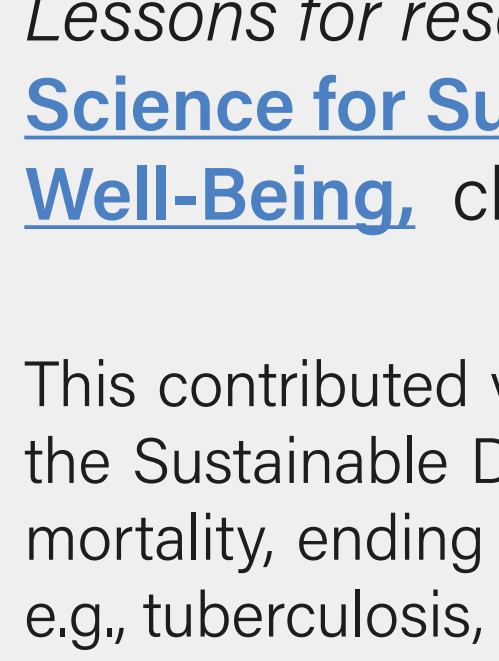 Lessons for rese
Science for Su
Well-Being, cl
This contributed v
the Sustainable D
mortality, ending
e.g., tuberculosis,